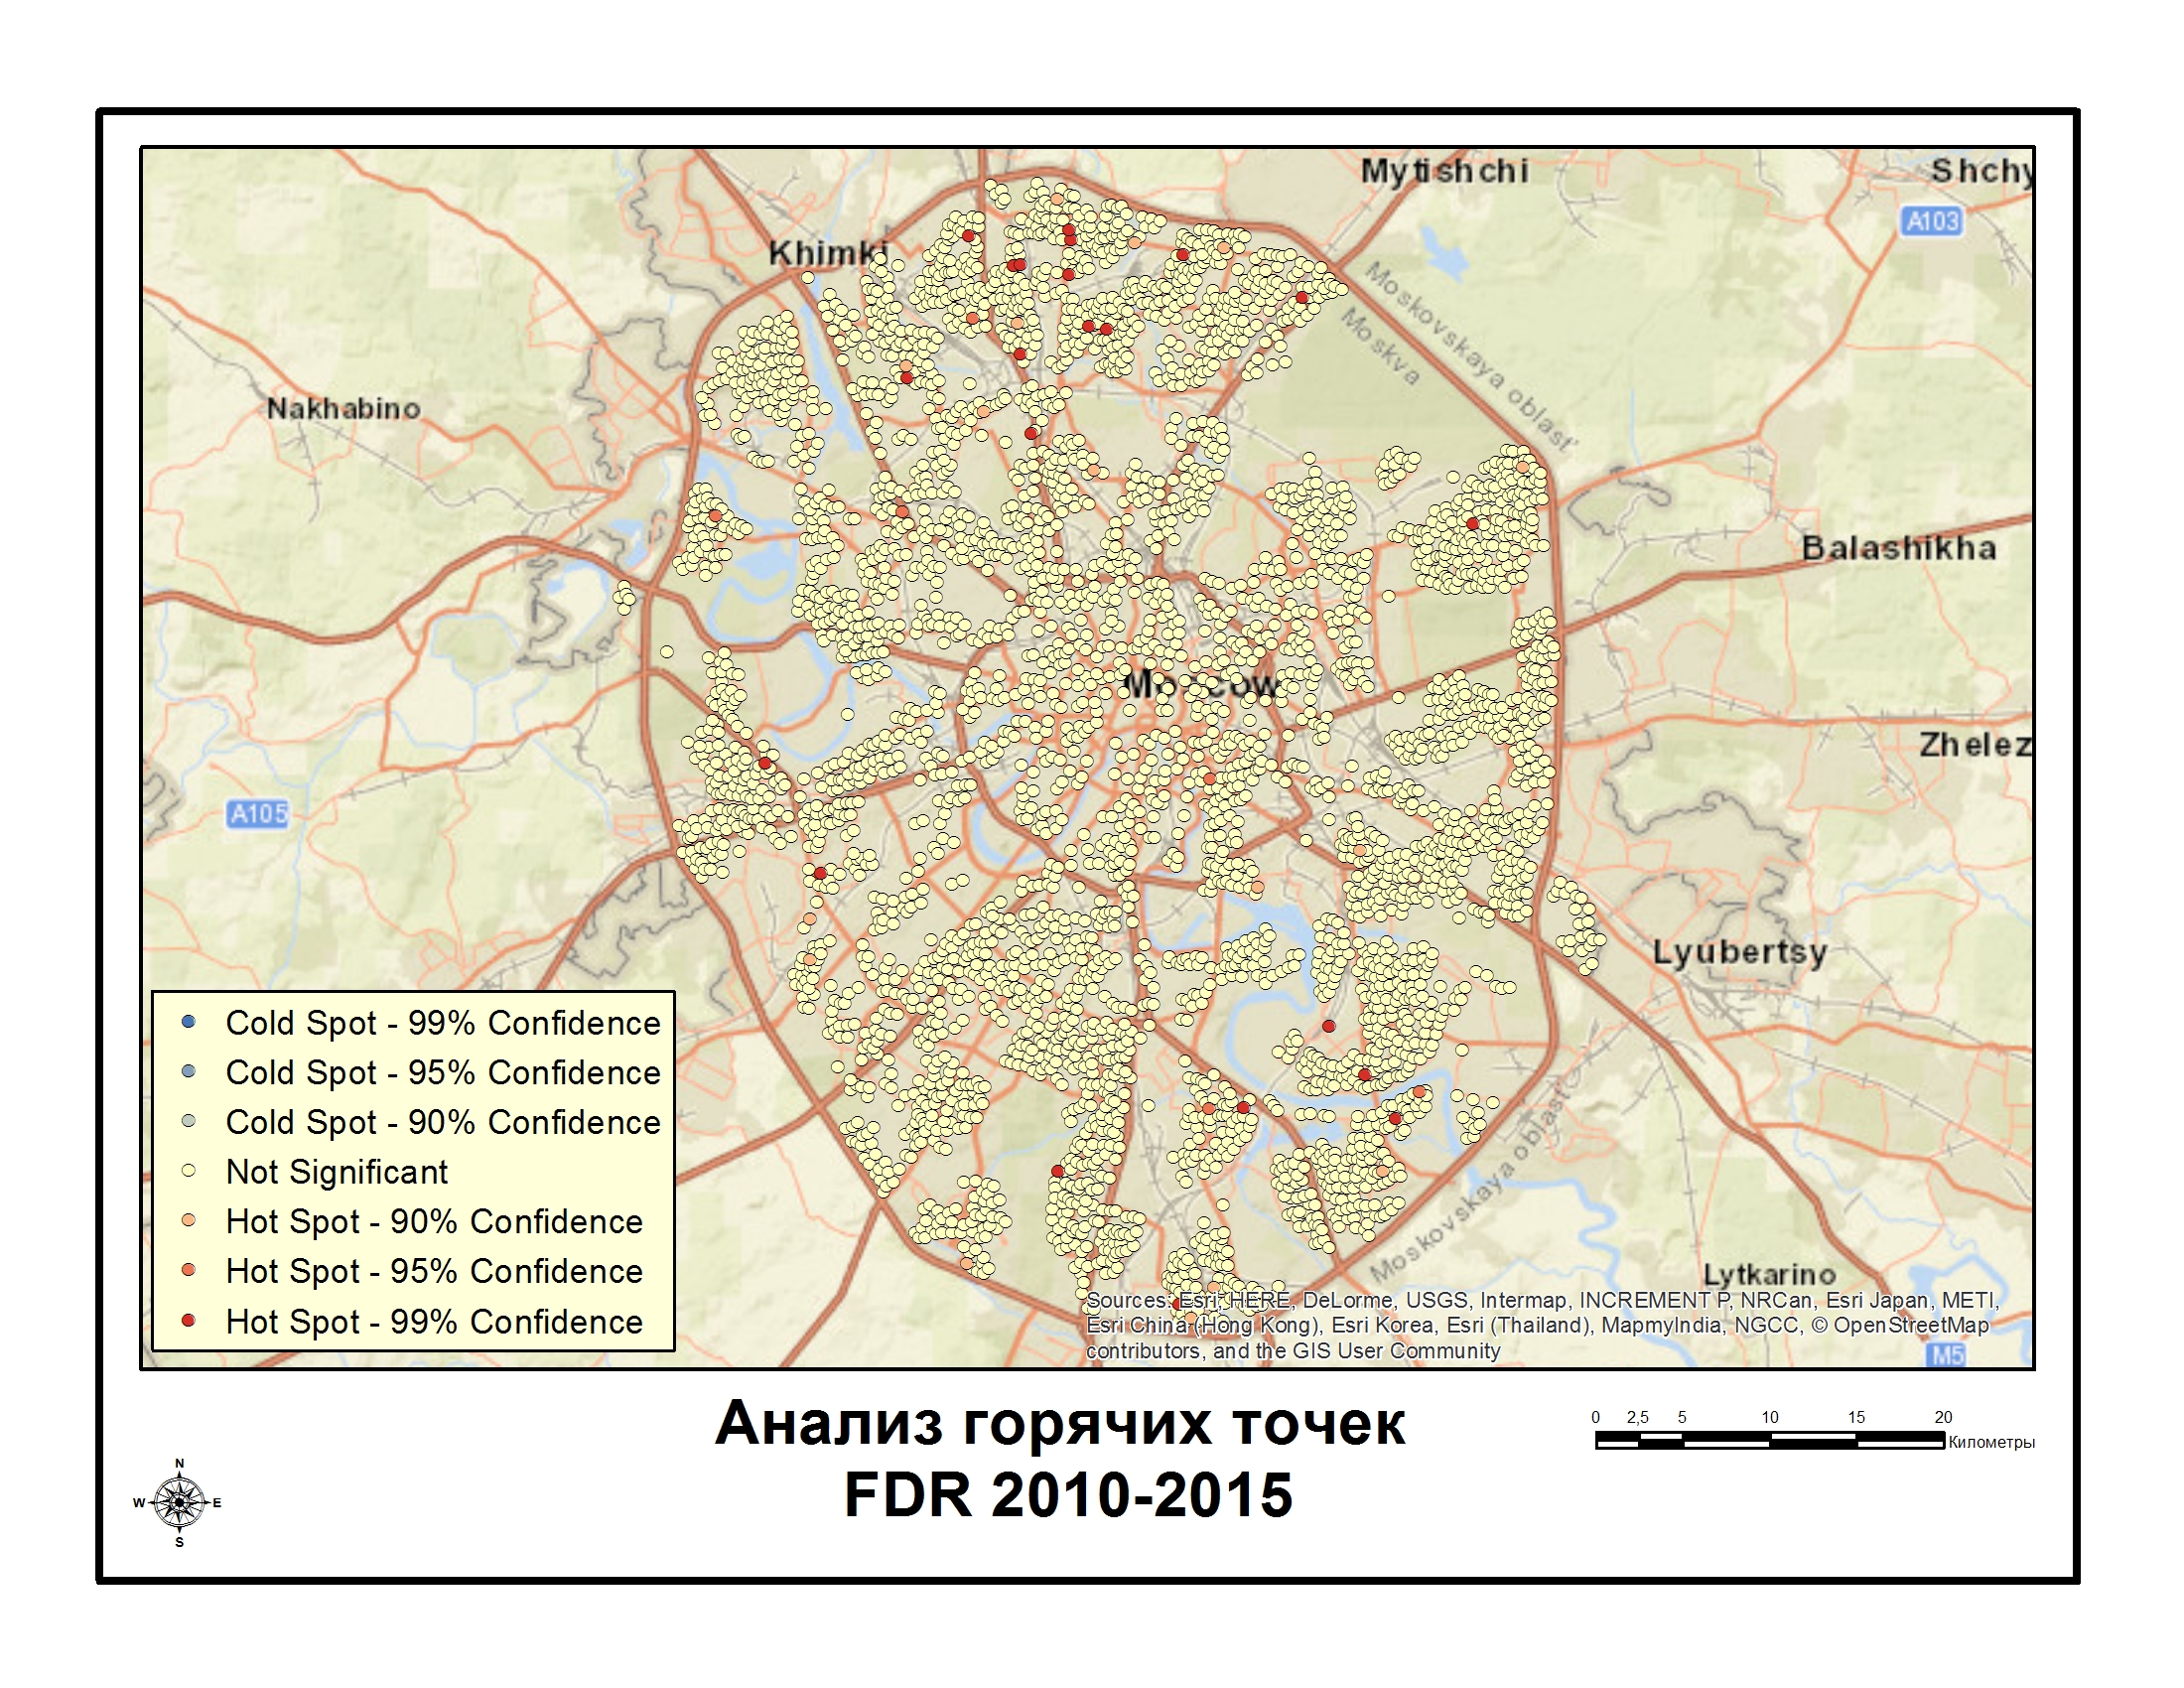 Mytishchi
Shchy
A103
Khimki
Moskovskaya oblast'
Moskva
Nakhabino
Balashikha
Moscow
Zhelez
A105
Lyubertsy
Moskovskaya oblast'
Lytkarino
M5
Cold Spot - 99% Confidence
Cold Spot - 95% Confidence
Cold Spot - 90% Confidence
Not Significant
Hot Spot - 90% Confidence
Hot Spot - 95% Confidence
Hot Spot - 99% Confidence
Sources: Esri, HERE, DeLorme, USGS, Intermap, INCREMENT P, NRCan, Esri Japan, METI,
Esri China (Hong Kong), Esri Korea, Esri (Thailand), MapmyIndia, NGCC, © OpenStreetMap
contributors, and the GIS User Community
Анализ горячих точек
FDR 2010-2015
0 2,5 5 10 15 20
Километры
N
W E
S